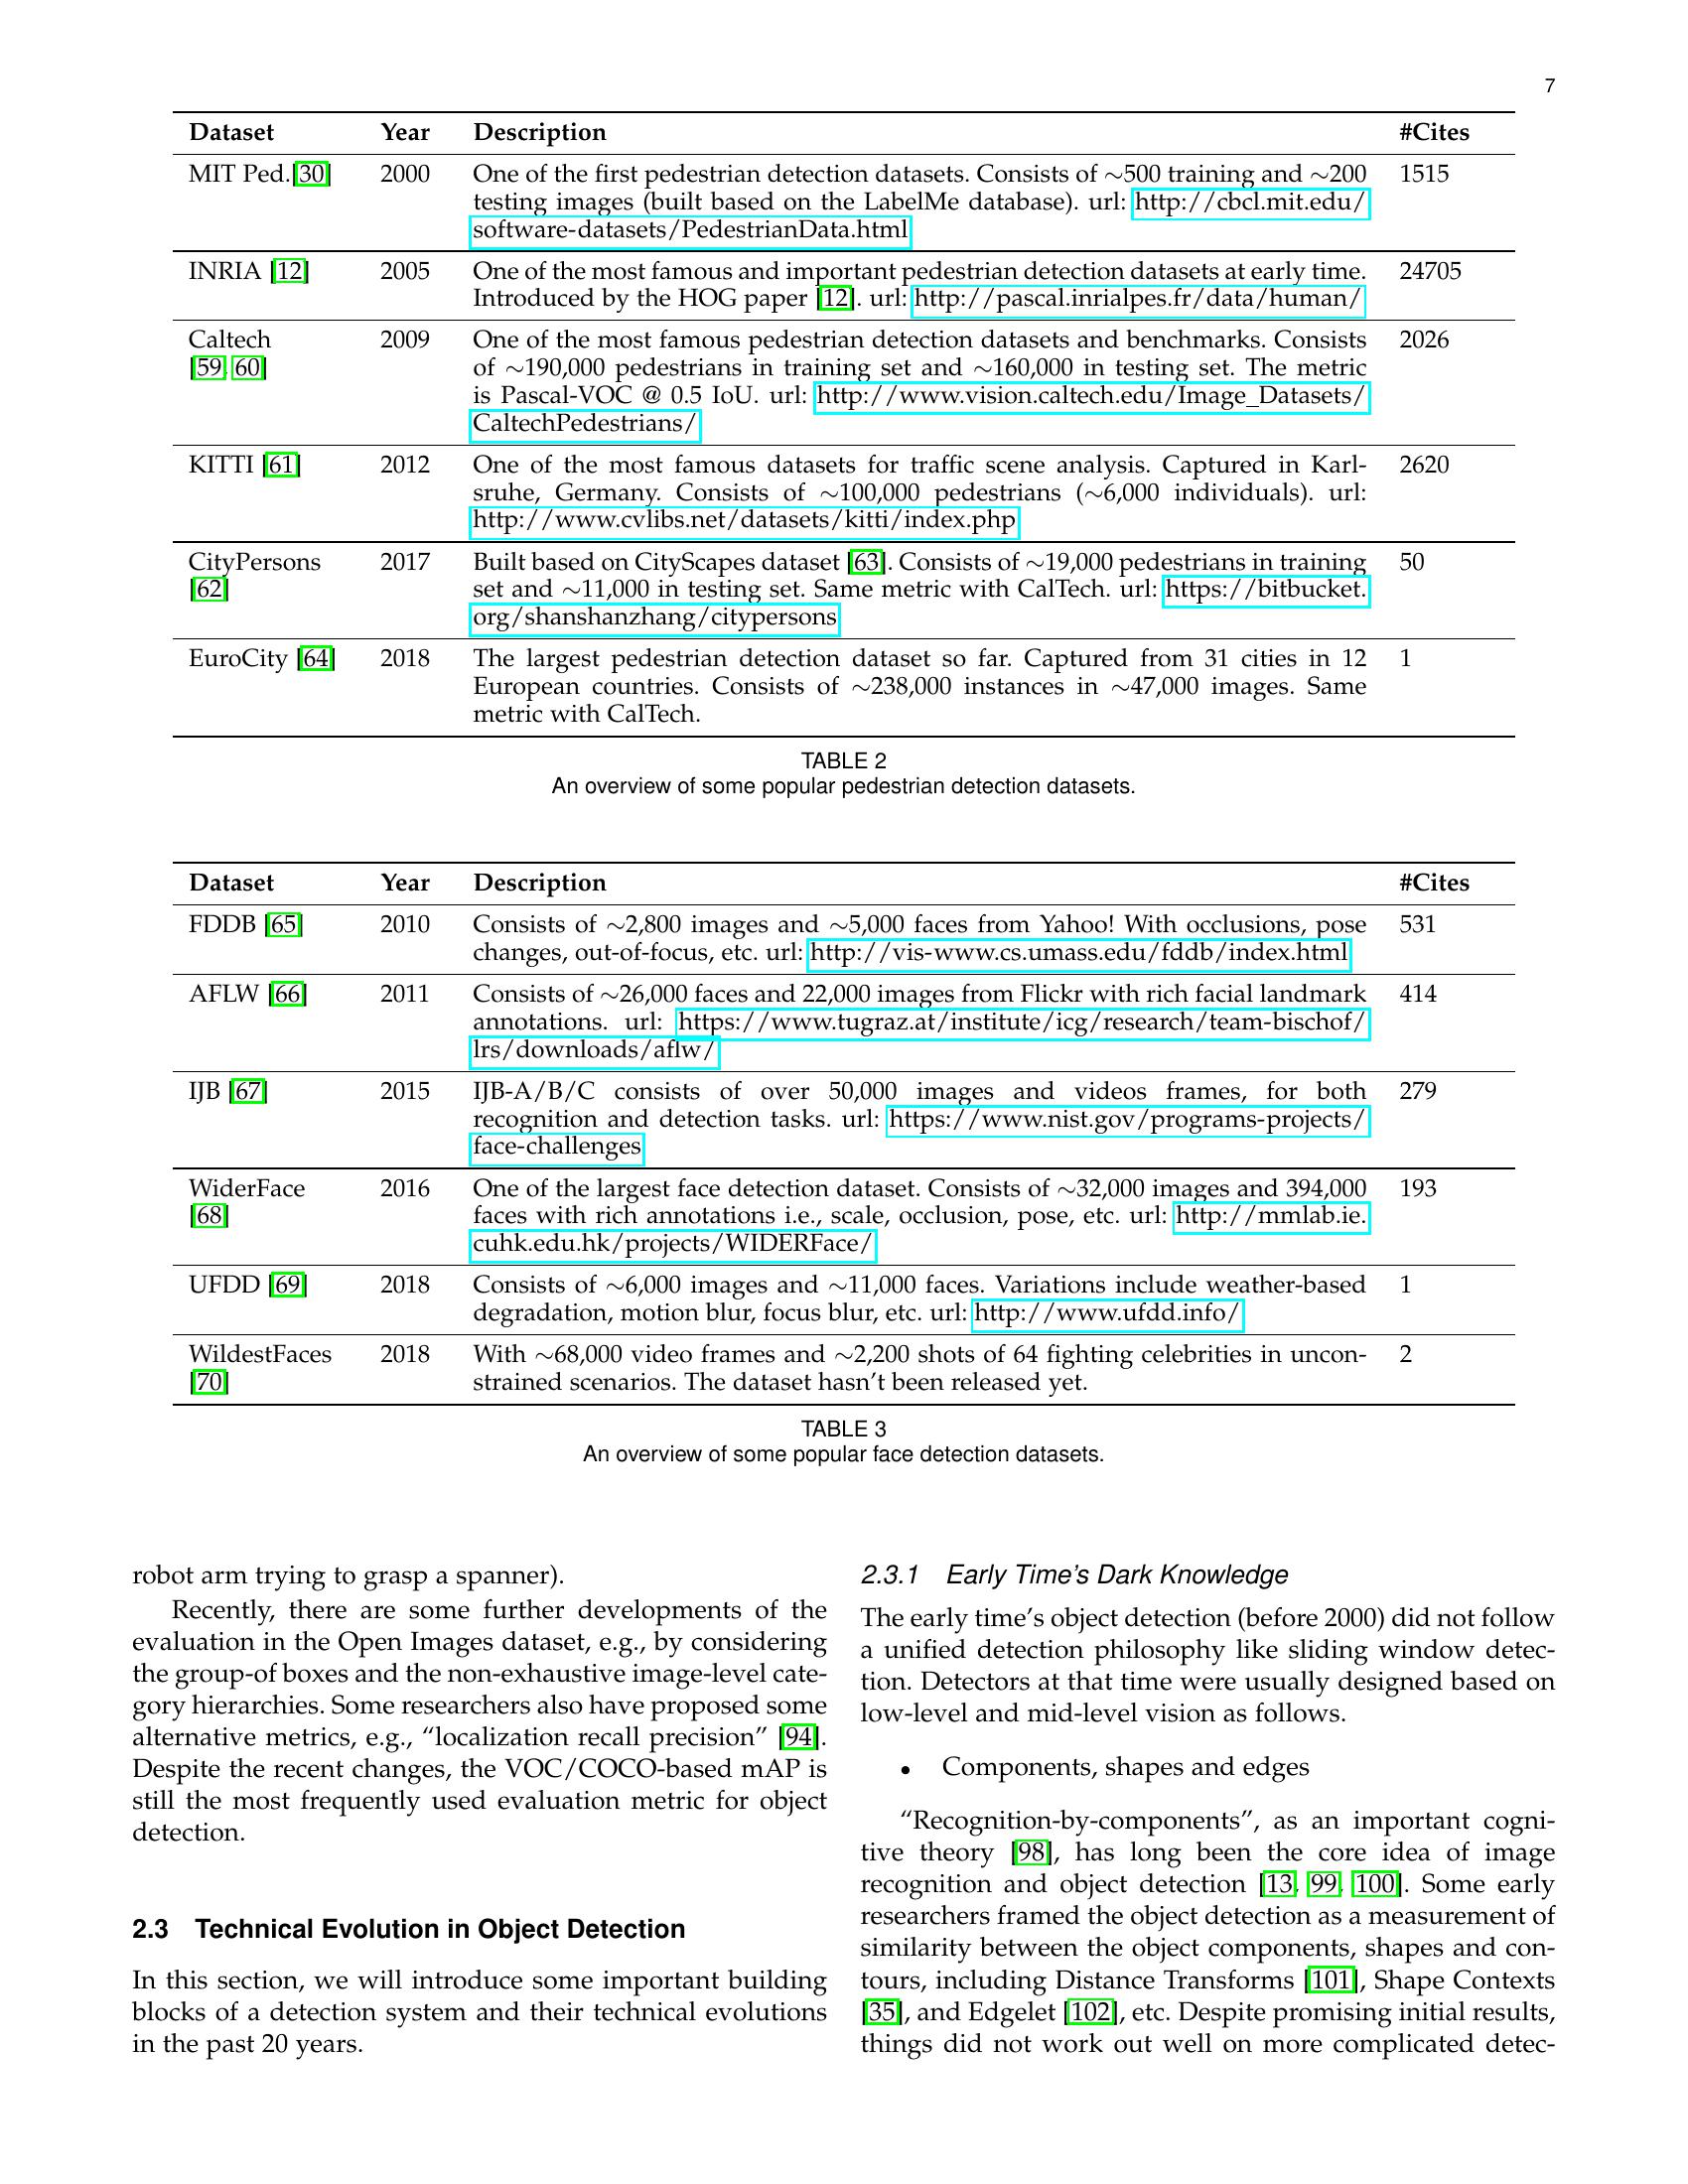 7
Dataset Year Description #Cites
MIT Ped.[30] 2000 One of the first pedestrian detection datasets. Consists of ∼500 training and ∼200 1515
testing images (built based on the LabelMe database). url: http://cbcl.mit.edu/
software-datasets/PedestrianData.html
INRIA [12] 2005 One of the most famous and important pedestrian detection datasets at early time. 24705
Introduced by the HOG paper [12]. url: http://pascal.inrialpes.fr/data/human/
Caltech 2009 One of the most famous pedestrian detection datasets and benchmarks. Consists 2026
[59, 60] of ∼190,000 pedestrians in training set and ∼160,000 in testing set. The metric
is Pascal-VOC @ 0.5 IoU. url: http://www.vision.caltech.edu/Image_Datasets/
CaltechPedestrians/
KITTI [61] 2012 One of the most famous datasets for traffic scene analysis. Captured in Karl- 2620
sruhe, Germany. Consists of ∼100,000 pedestrians (∼6,000 individuals). url:
http://www.cvlibs.net/datasets/kitti/index.php
CityPersons 2017 Built based on CityScapes dataset [63]. Consists of ∼19,000 pedestrians in training 50
[62] set and ∼11,000 in testing set. Same metric with CalTech. url: https://bitbucket.
org/shanshanzhang/citypersons
EuroCity [64] 2018 The largest pedestrian detection dataset so far. Captured from 31 cities in 12 1
European countries. Consists of ∼238,000 instances in ∼47,000 images. Same
metric with CalTech.
TABLE 2
An overview of some popular pedestrian detection datasets.
Dataset Year Description #Cites
FDDB [65] 2010 Consists of ∼2,800 images and ∼5,000 faces from Yahoo! With occlusions, pose 531
changes, out-of-focus, etc. url: http://vis-www.cs.umass.edu/fddb/index.html
AFLW [66] 2011 Consists of ∼26,000 faces and 22,000 images from Flickr with rich facial landmark 414
annotations. url: https://www.tugraz.at/institute/icg/research/team-bischof/
lrs/downloads/aflw/
IJB [67] 2015 IJB-A/B/C consists of over 50,000 images and videos frames, for both 279
recognition and detection tasks. url: https://www.nist.gov/programs-projects/
face-challenges
WiderFace 2016 One of the largest face detection dataset. Consists of ∼32,000 images and 394,000 193
[68] faces with rich annotations i.e., scale, occlusion, pose, etc. url: http://mmlab.ie.
cuhk.edu.hk/projects/WIDERFace/
UFDD [69] 2018 Consists of ∼6,000 images and ∼11,000 faces. Variations include weather-based 1
degradation, motion blur, focus blur, etc. url: http://www.ufdd.info/
WildestFaces 2018 With ∼68,000 video frames and ∼2,200 shots of 64 fighting celebrities in uncon- 2
[70] strained scenarios. The dataset hasn't been released yet.
TABLE 3
An overview of some popular face detection datasets.
robot arm trying to grasp a spanner).
Recently, there are some further developments of the
evaluation in the Open Images dataset, e.g., by considering
the group-of boxes and the non-exhaustive image-level cate-
gory hierarchies. Some researchers also have proposed some
alternative metrics, e.g., “localization recall precision” [94].
Despite the recent changes, the VOC/COCO-based mAP is
still the most frequently used evaluation metric for object
detection.
2.3 Technical Evolution in Object Detection
In this section, we will introduce some important building
blocks of a detection system and their technical evolutions
in the past 20 years.
2.3.1 Early Time's Dark Knowledge
The early time's object detection (before 2000) did not follow
a unified detection philosophy like sliding window detec-
tion. Detectors at that time were usually designed based on
low-level and mid-level vision as follows.
• Components, shapes and edges
“Recognition-by-components”, as an important cogni-
tive theory [98], has long been the core idea of image
recognition and object detection [13, 99, 100]. Some early
researchers framed the object detection as a measurement of
similarity between the object components, shapes and con-
tours, including Distance Transforms [101], Shape Contexts
[35], and Edgelet [102], etc. Despite promising initial results,
things did not work out well on more complicated detec-